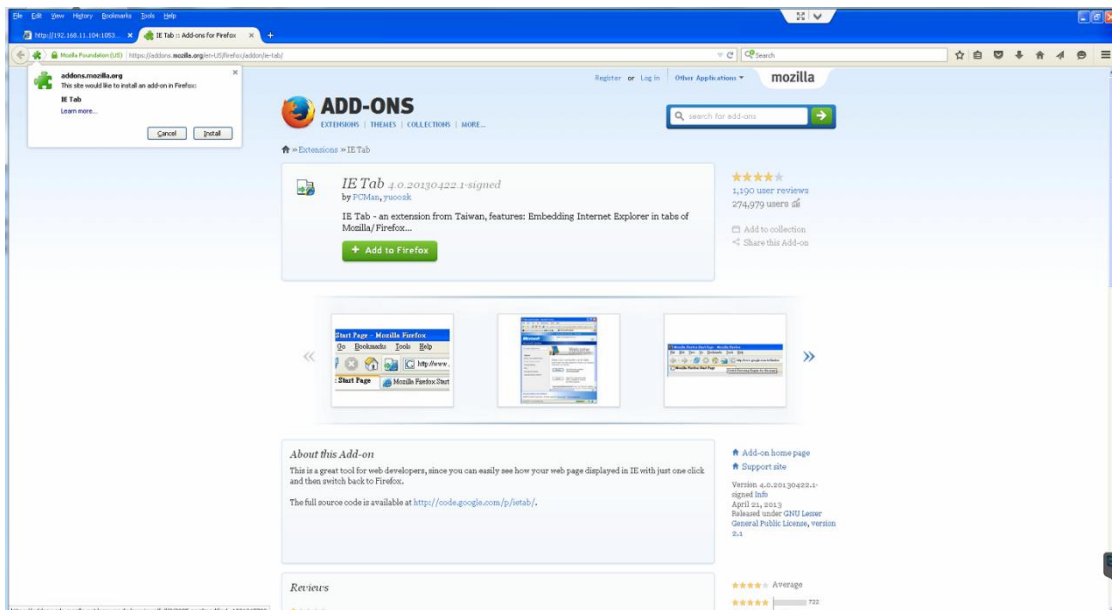 File Edit View History Bookmarks Tools Help
http://192.168.11.104:1053... × IE Tab :: Add-ons for Firefox × +
Mozilla Foundation (US) https://addons.mozilla.org/en-US/firefox/addon/ie-tab/ Search
addons.mozilla.org
This site would like to install an add-on in Firefox:
IE Tab
Learn more...
Cancel Install
Register or Log in Other Applications mozilla
ADD-ONS
EXTENSIONS | THEMES | COLLECTIONS | MORE...
search for add-ons
» Extensions » IE Tab
IE Tab 4.0.20130422.1-signed
by PCMan, yuoosk
IE Tab - an extension from Taiwan, features: Embedding Internet Explorer in tabs of
Mozilla/Firefox...
+ Add to Firefox
1,190 user reviews
274,979 users
Add to collection
Share this Add-on
Start Page - Mozilla Firefox
Go Bookmarks Tools Help
http://www.
Start Page Mozilla Firefox Start
About this Add-on
This is a great tool for web developers, since you can easily see how your web page displayed in IE with just one click
and then switch back to Firefox.
The full source code is available at http://code.google.com/p/ietab/.
Add-on home page
Support site
Version 4.0.20130422.1-
signed Info
April 21, 2013
Released under GNU Lesser
General Public License, version
2.1
Reviews
Average
722